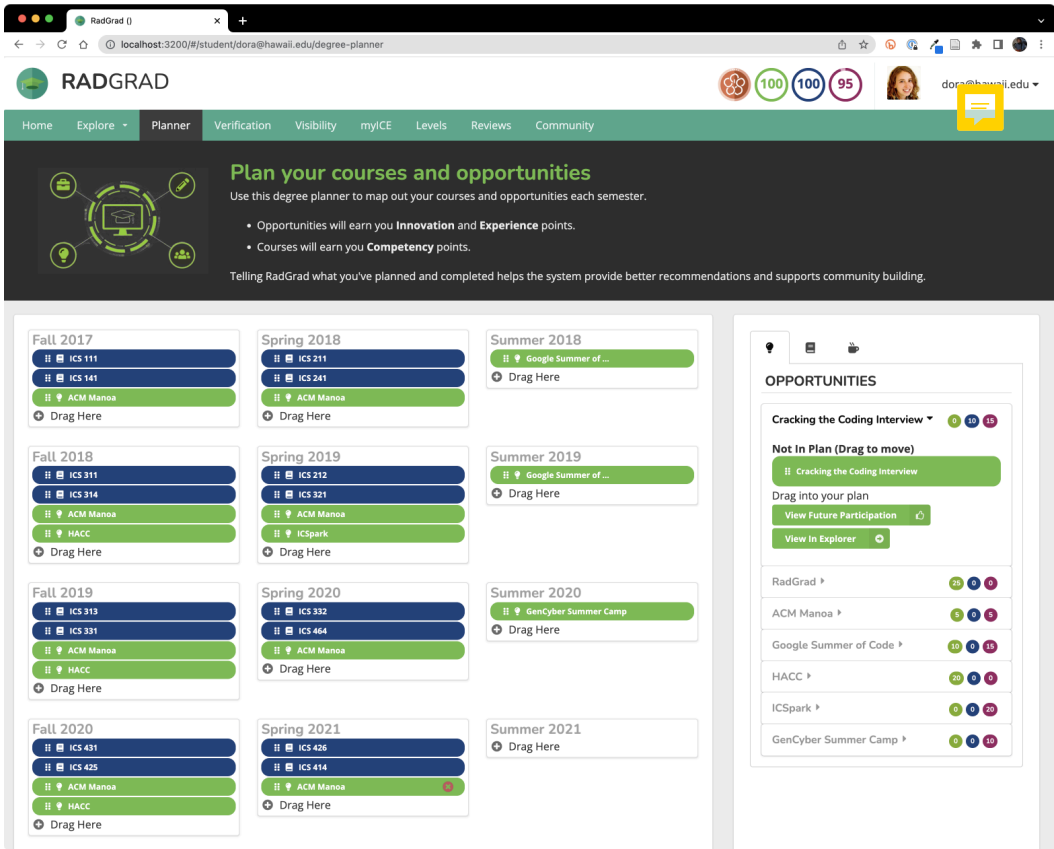 RadGrad ()
localhost:3200/#/student/dora@hawaii.edu/degree-planner
RADGRAD
100 100 95
dora@hawaii.edu
Home Explore Planner Verification Visibility myICE Levels Reviews Community
Plan your courses and opportunities
Use this degree planner to map out your courses and opportunities each semester.
• Opportunities will earn you Innovation and Experience points.
• Courses will earn you Competency points.
Telling RadGrad what you've planned and completed helps the system provide better recommendations and supports community building.
Fall 2017
ICS 111
ICS 141
ACM Manoa
Drag Here
Spring 2018
ICS 211
ICS 241
ACM Manoa
Drag Here
Summer 2018
Google Summer of ...
Drag Here
Fall 2018
ICS 311
ICS 314
ACM Manoa
HACC
Drag Here
Spring 2019
ICS 212
ICS 321
ACM Manoa
ICSpark
Drag Here
Summer 2019
Google Summer of ...
Drag Here
Fall 2019
ICS 313
ICS 331
ACM Manoa
HACC
Drag Here
Spring 2020
ICS 332
ICS 464
ACM Manoa
Drag Here
Summer 2020
GenCyber Summer Camp
Drag Here
Fall 2020
ICS 431
ICS 425
ACM Manoa
HACC
Drag Here
Spring 2021
ICS 426
ICS 414
ACM Manoa
Drag Here
Summer 2021
Drag Here
OPPORTUNITIES
Cracking the Coding Interview 0 10 15
Not In Plan (Drag to move)
Cracking the Coding Interview
Drag into your plan
View Future Participation
View In Explorer
RadGrad 25 0 0
ACM Manoa 5 0 5
Google Summer of Code 10 0 15
HACC 20 0 0
ICSpark 0 0 20
GenCyber Summer Camp 0 0 10